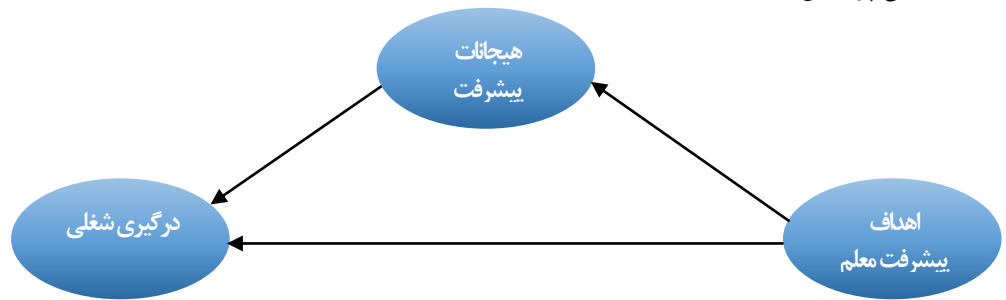 هیجانات
پیشرفت
درگیری شغلی
اهداف
پیشرفت معلم